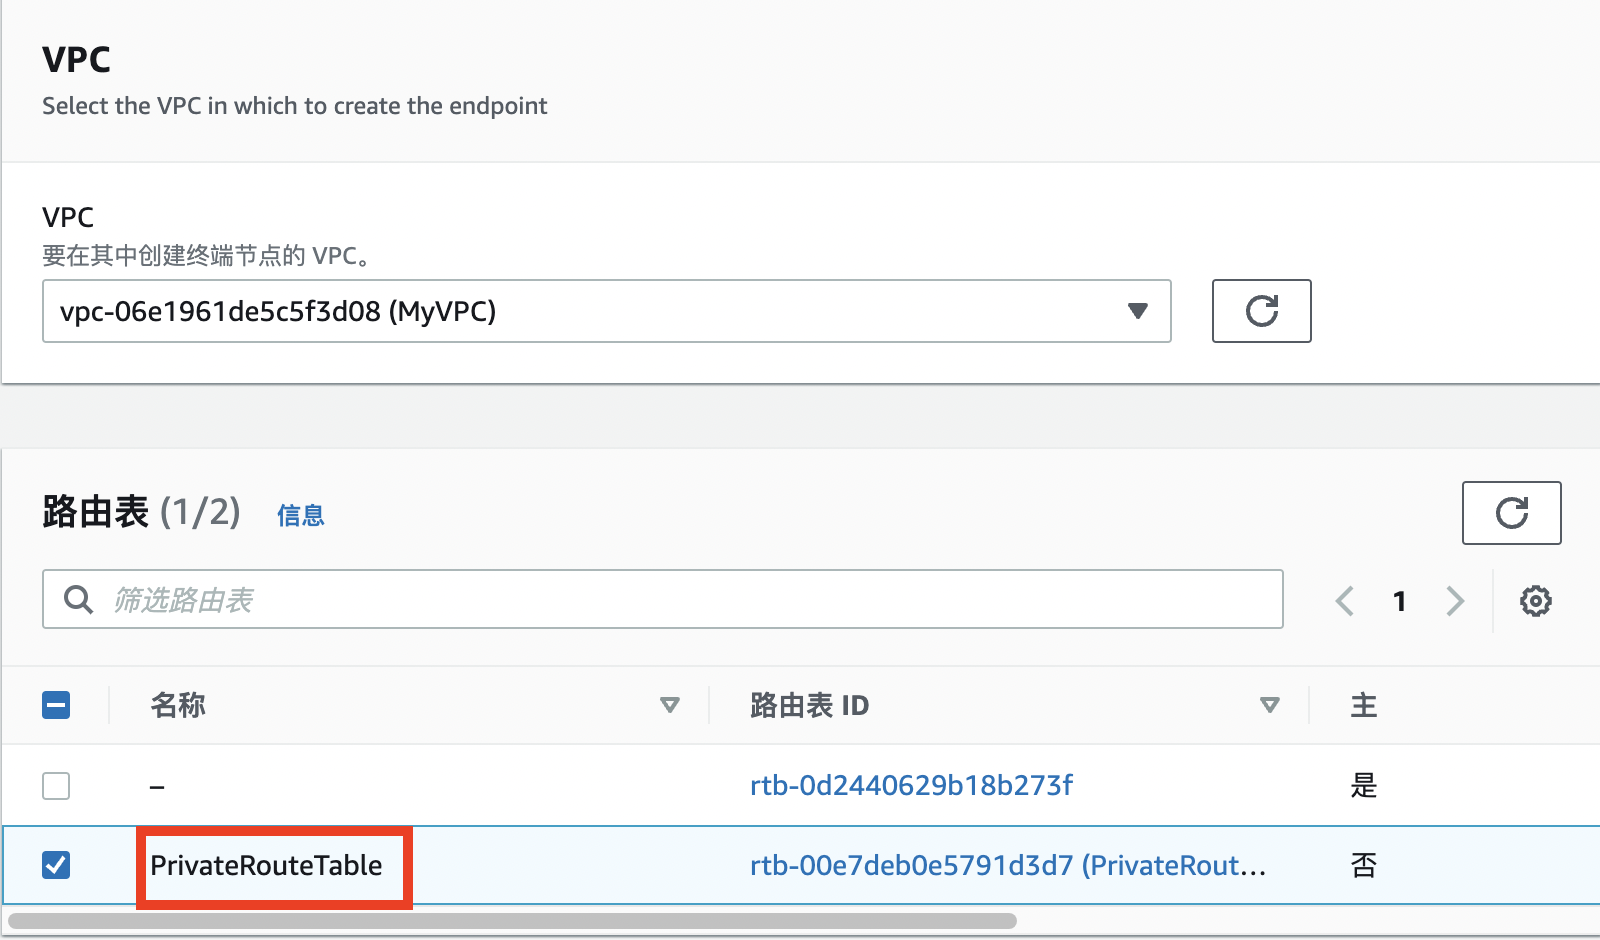 VPC
Select the VPC in which to create the endpoint
VPC
要在其中创建终端节点的 VPC。
vpc-06e1961de5c5f3d08 (MyVPC)
路由表 (1/2) 信息
筛选路由表
1
名称 路由表 ID 主
– rtb-0d2440629b18b273f 是
PrivateRouteTable rtb-00e7deb0e5791d3d7 (PrivateRout... 否